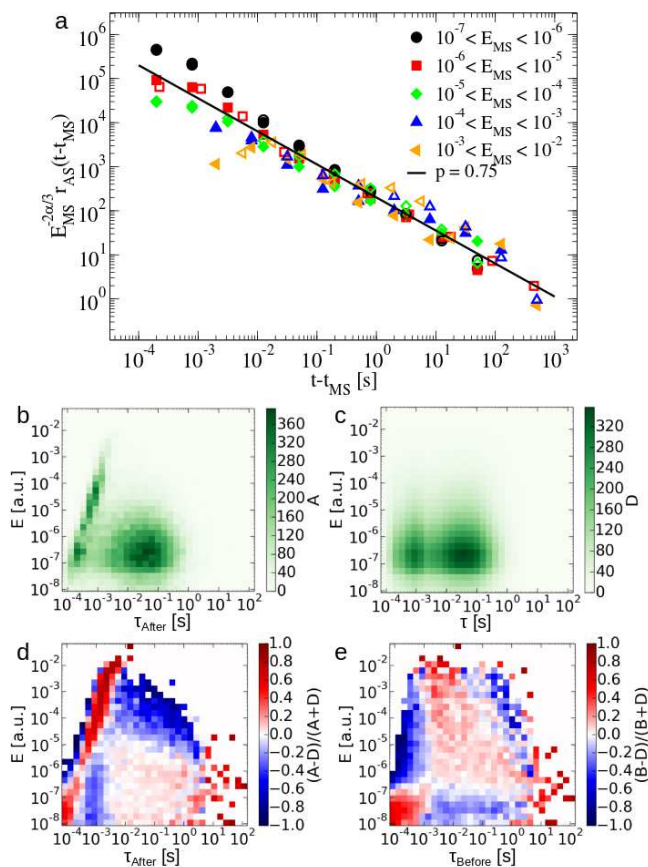 a
E_MS^-2α/3 r_AS(t-t_MS)
10^6
10^5
10^4
10^3
10^2
10^1
10^0
10^-7 < E_MS < 10^-6
10^-6 < E_MS < 10^-5
10^-5 < E_MS < 10^-4
10^-4 < E_MS < 10^-3
10^-3 < E_MS < 10^-2
p = 0.75
10^-4 10^-3 10^-2 10^-1 10^0 10^1 10^2 10^3
t-t_MS [s]
b
E [a.u.]
10^-2
10^-3
10^-4
10^-5
10^-6
10^-7
10^-8
10^-4 10^-3 10^-2 10^-1 10^0 10^1 10^2
τ_After [s]
360
320
280
240
200
160
120
80
40
0
A
c
E [a.u.]
10^-2
10^-3
10^-4
10^-5
10^-6
10^-7
10^-8
10^-4 10^-3 10^-2 10^-1 10^0 10^1 10^2
τ [s]
320
280
240
200
160
120
80
40
0
D
d
E [a.u.]
10^-2
10^-3
10^-4
10^-5
10^-6
10^-7
10^-8
10^-4 10^-3 10^-2 10^-1 10^0 10^1 10^2
τ_After [s]
1.0
0.8
0.6
0.4
0.2
0.0
−0.2
−0.4
−0.6
−0.8
−1.0
(A-D)/(A+D)
e
E [a.u.]
10^-2
10^-3
10^-4
10^-5
10^-6
10^-7
10^-8
10^-4 10^-3 10^-2 10^-1 10^0 10^1 10^2
τ_Before [s]
1.0
0.8
0.6
0.4
0.2
0.0
−0.2
−0.4
−0.6
−0.8
−1.0
(B-D)/(B+D)